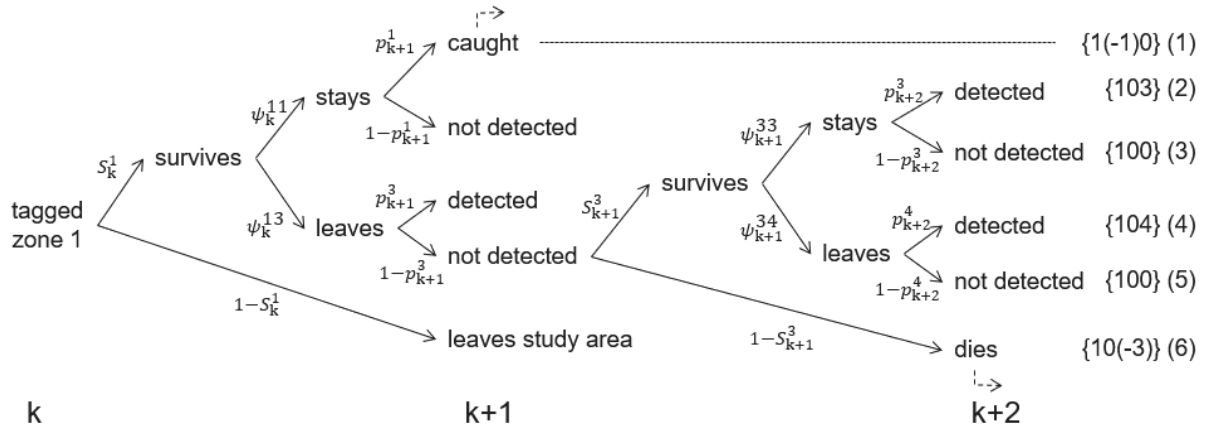 p¹ₖ₊₁ caught {1(-1)0} (1)
ψ¹¹ₖ stays p³ₖ₊₂ detected {103} (2)
1−p¹ₖ₊₁ not detected ψ³³ₖ₊₁ stays
S¹ₖ survives 1−p³ₖ₊₂ not detected {100} (3)
p³ₖ₊₁ detected S³ₖ₊₁ survives
tagged
zone 1
ψ¹³ₖ leaves ψ³⁴ₖ₊₁ p⁴ₖ₊₂ detected {104} (4)
1−p³ₖ₊₁ not detected leaves
1−p⁴ₖ₊₂ not detected {100} (5)
1−S¹ₖ leaves study area 1−S³ₖ₊₁ dies {10(-3)} (6)
k k+1 k+2